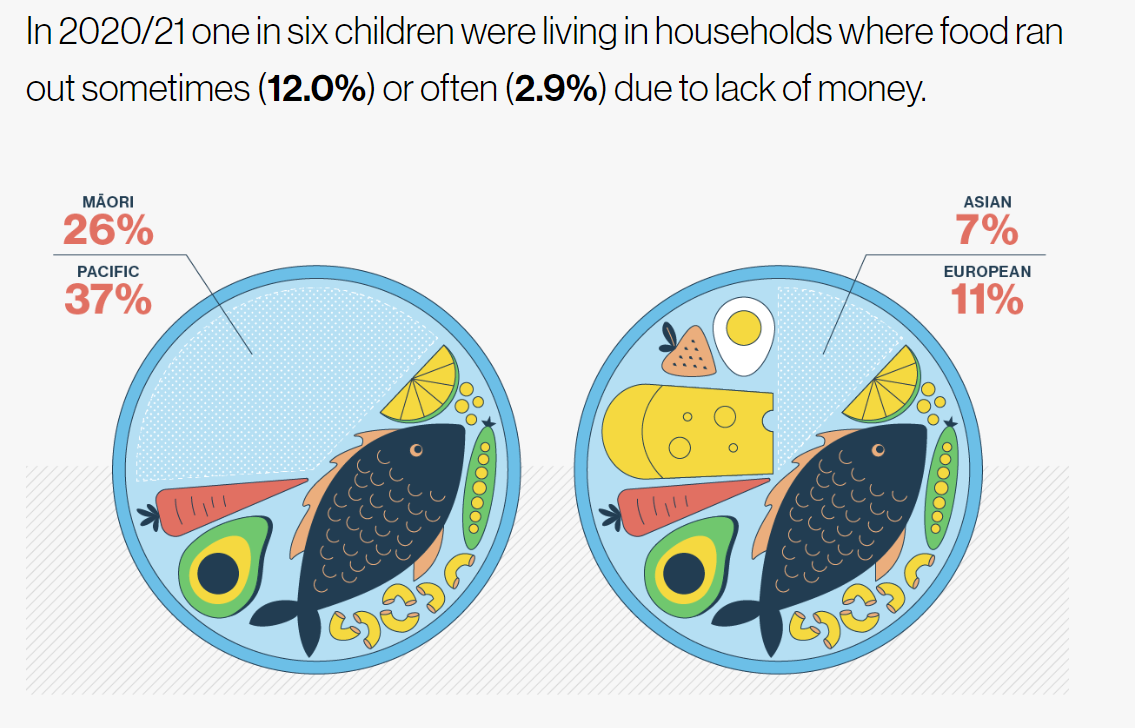 In 2020/21 one in six children were living in households where food ran
out sometimes (12.0%) or often (2.9%) due to lack of money.
MĀORI
26%
PACIFIC
37%
ASIAN
7%
EUROPEAN
11%